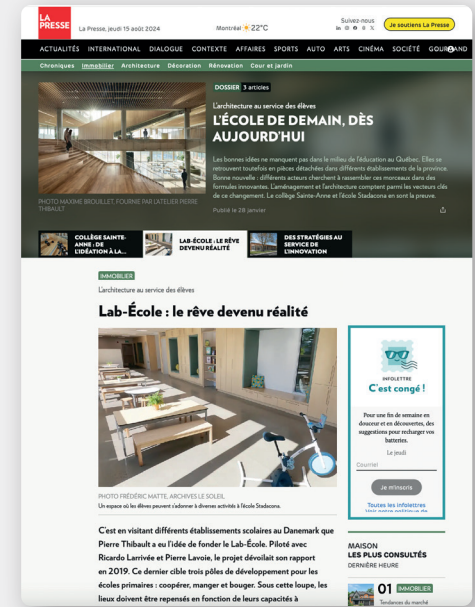 LA
PRESSE
La Presse, jeudi 15 août 2024
Montréal 22°C
Suivez-nous
Je soutiens La Presse
ACTUALITÉS INTERNATIONAL DIALOGUE CONTEXTE AFFAIRES SPORTS AUTO ARTS CINÉMA SOCIÉTÉ GOURMAND
Chroniques Immobilier Architecture Décoration Rénovation Cour et jardin
DOSSIER 3 articles
L'architecture au service des élèves
L'ÉCOLE DE DEMAIN, DÈS
AUJOURD'HUI
Les bonnes idées ne manquent pas dans le milieu de l'éducation au Québec. Elles se
retrouvent toutefois en pièces détachées dans différents établissements de la province.
Bonne nouvelle : différents acteurs cherchent à rassembler ces morceaux dans des
formules innovantes. L'aménagement et l'architecture comptent parmi les vecteurs clés
de ce changement. Le collège Sainte-Anne et l'école Stadacona en sont la preuve.
Publié le 28 janvier
PHOTO MAXIME BROUILLET, FOURNIE PAR L'ATELIER PIERRE
THIBAULT
COLLÈGE SAINTE-
ANNE : DE
L'IDÉATION À LA...
LAB-ÉCOLE : LE RÊVE
DEVENU RÉALITÉ
DES STRATÉGIES AU
SERVICE DE
L'INNOVATION
IMMOBILIER
L'architecture au service des élèves
Lab-École : le rêve devenu réalité
PHOTO FRÉDÉRIC MATTE, ARCHIVES LE SOLEIL
Un espace où les élèves peuvent s'adonner à diverses activités à l'école Stadacona.
C'est en visitant différents établissements scolaires au Danemark que
Pierre Thibault a eu l'idée de fonder le Lab-École. Piloté avec
Ricardo Larrivée et Pierre Lavoie, le projet dévoilait son rapport
en 2019. Ce dernier cible trois pôles de développement pour les
écoles primaires : coopérer, manger et bouger. Sous cette loupe, les
lieux doivent être repensés en fonction de leurs capacités à
INFOLETTRE
C'est congé !
Pour une fin de semaine en
douceur et en découvertes, des
suggestions pour recharger vos
batteries.
Le jeudi
Courriel
Je m'inscris
Toutes les infolettres
Voir notre politique de
MAISON
LES PLUS CONSULTÉS
DERNIÈRE HEURE
01 IMMOBILIER
Tendances du marché